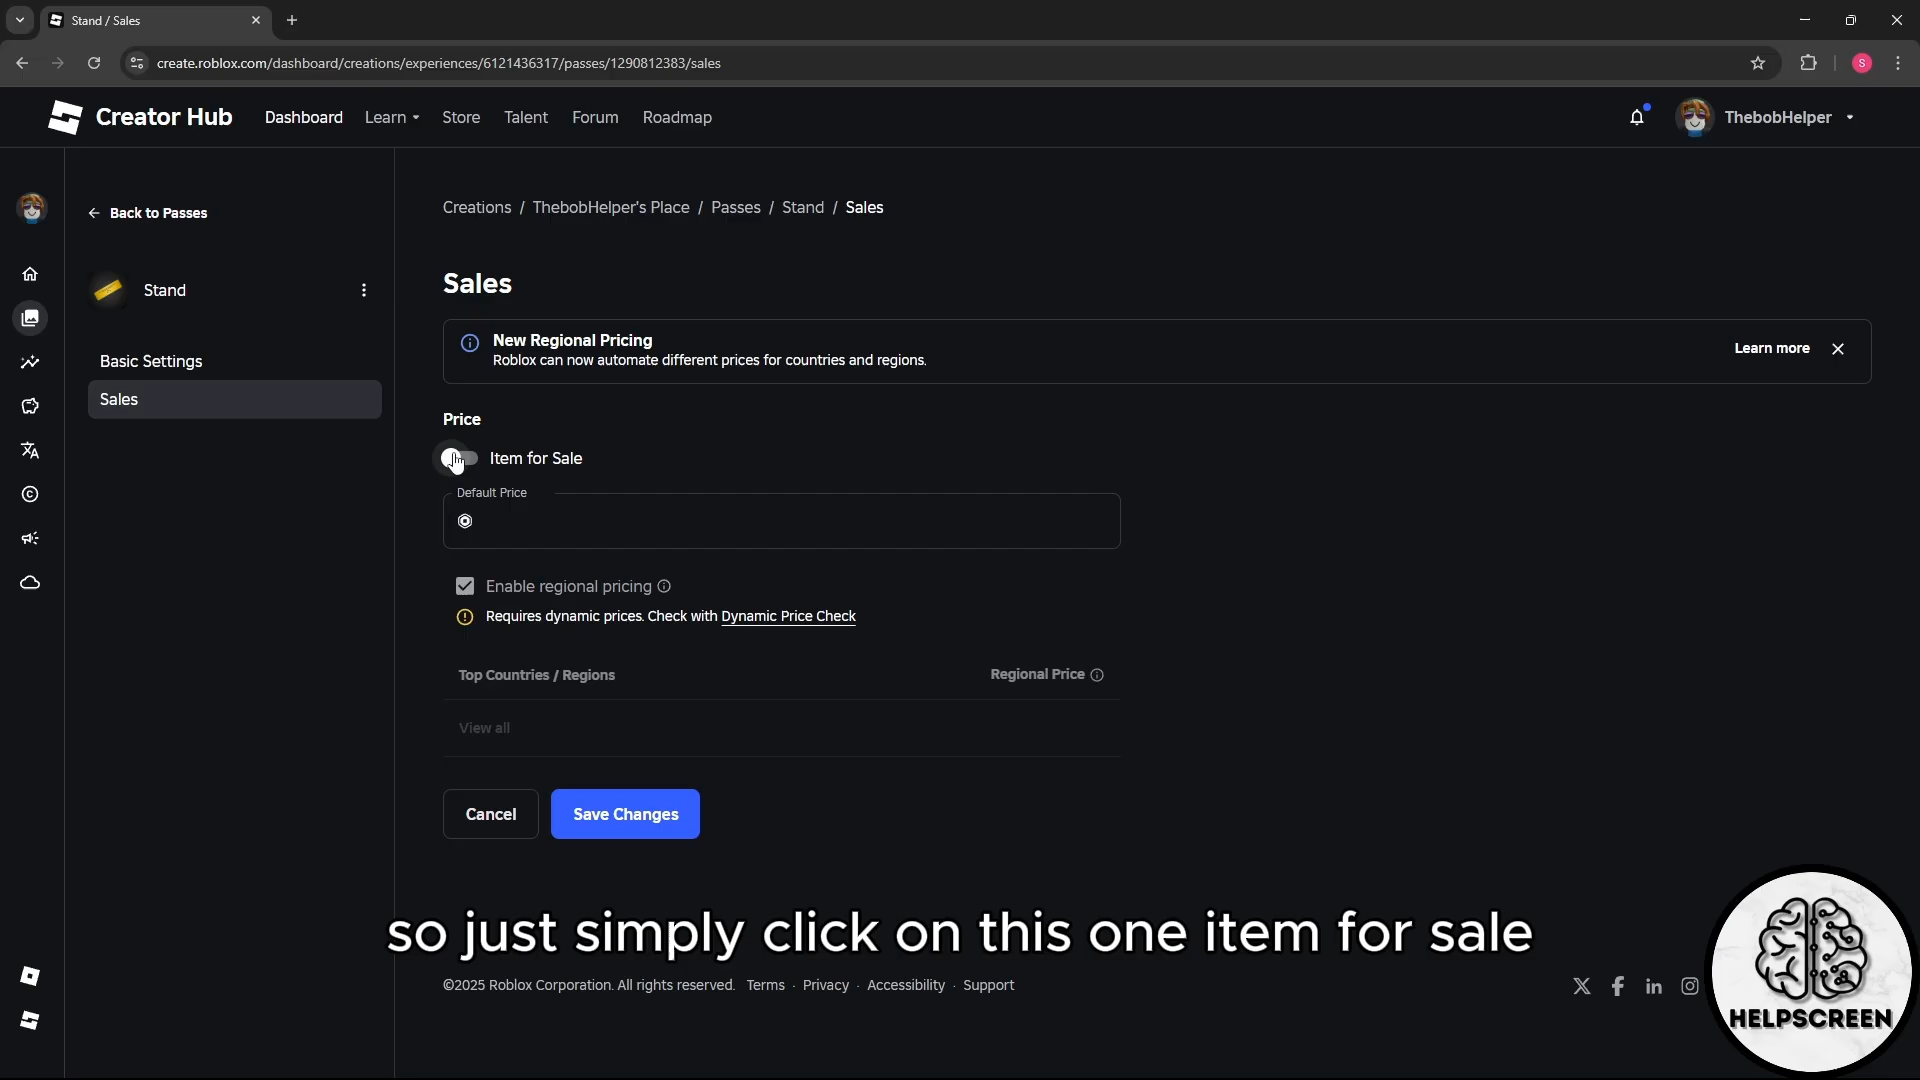 Stand / Sales
create.roblox.com/dashboard/creations/experiences/6121436317/passes/1290812383/sales
S
Creator Hub
Dashboard
Learn
Store
Talent
Forum
Roadmap
ThebobHelper
Back to Passes
Creations / ThebobHelper's Place / Passes / Stand / Sales
Stand
Sales
New Regional Pricing
Roblox can now automate different prices for countries and regions.
Learn more
Basic Settings
Sales
Price
Item for Sale
Default Price
Enable regional pricing
Requires dynamic prices. Check with Dynamic Price Check
Top Countries / Regions
Regional Price
View all
Cancel
Save Changes
so just simply click on this one item for sale
©2025 Roblox Corporation. All rights reserved. Terms · Privacy · Accessibility · Support
HELPSCREEN